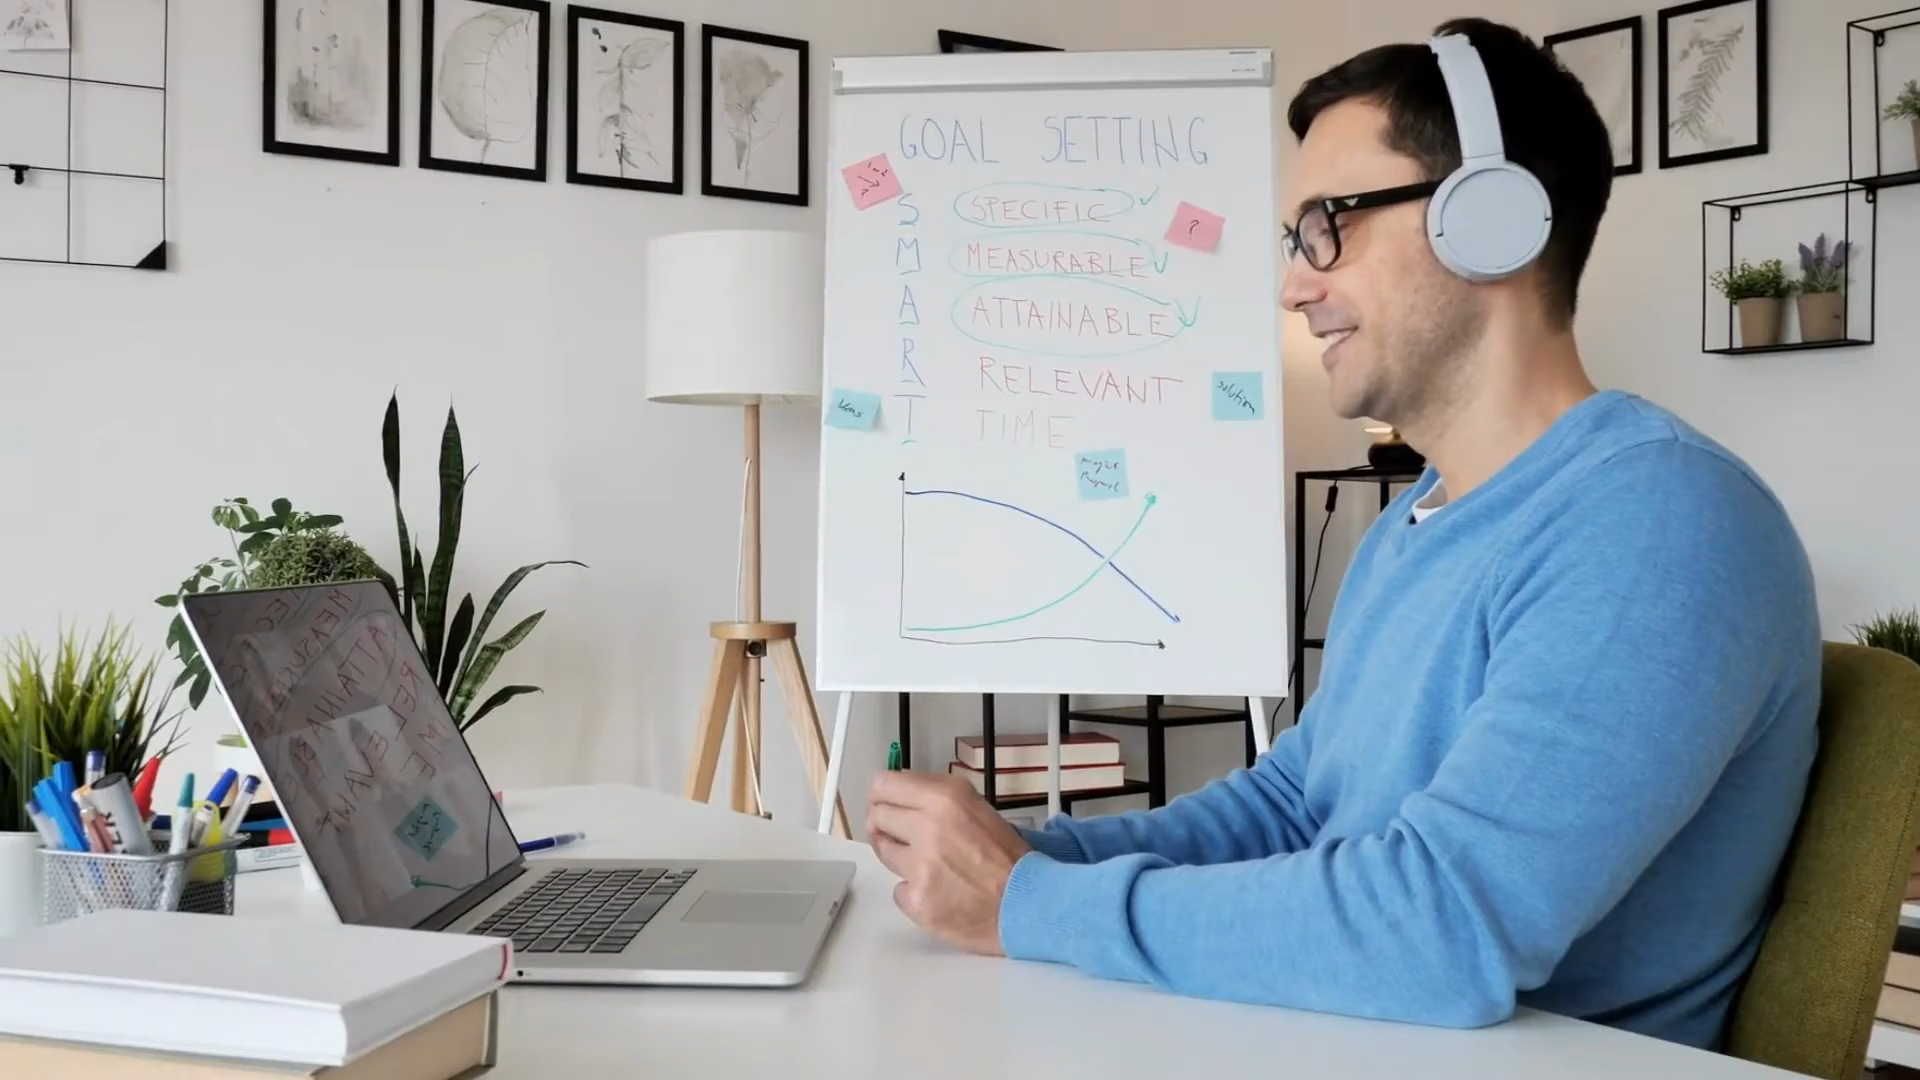 GOAL SETTING
S SPECIFIC
?
M MEASURABLE
A ATTAINABLE
R RELEVANT
solution
T TIME